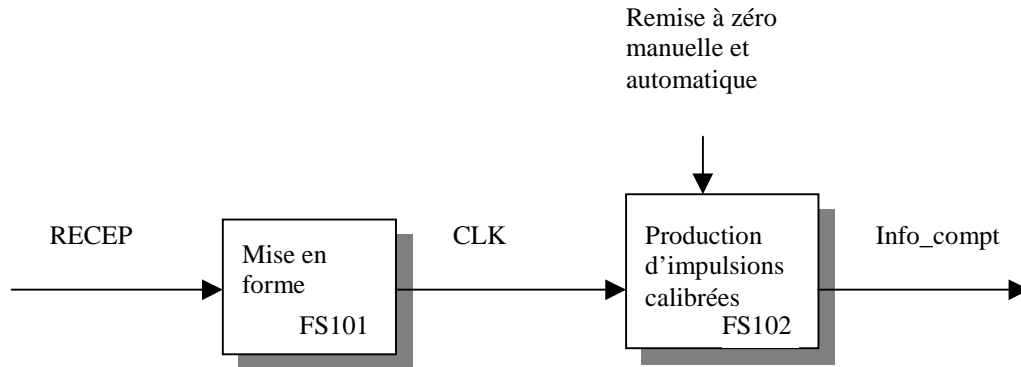 Remise à zéro
manuelle et
automatique
RECEP
Mise en
forme
FS101
CLK
Production
d’impulsions
calibrées
FS102
Info_compt